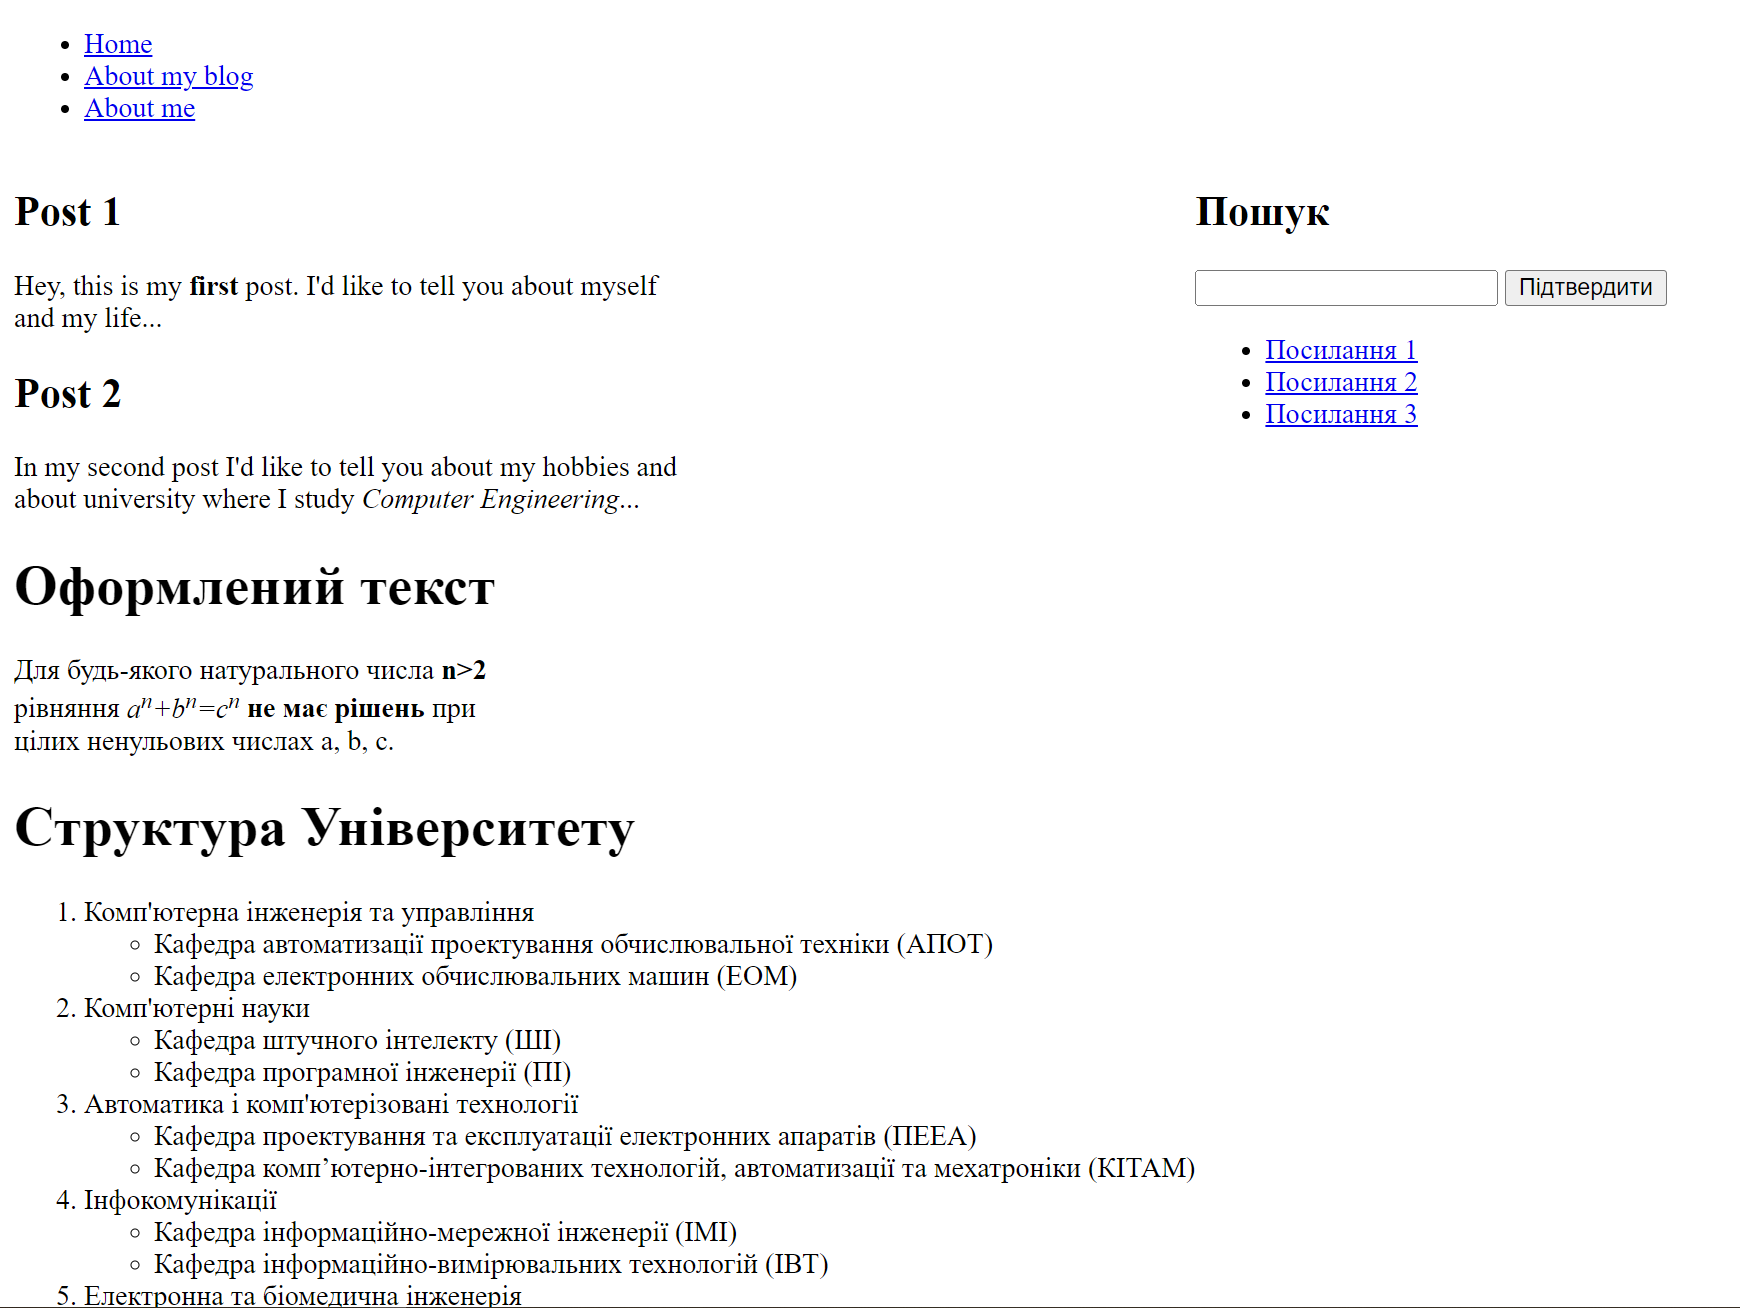 Home
About my blog
About me
Post 1
Hey, this is my first post. I'd like to tell you about myself
and my life...
Post 2
In my second post I'd like to tell you about my hobbies and
about university where I study Computer Engineering...
Оформлений текст
Для будь-якого натурального числа n>2
рівняння aⁿ+bⁿ=cⁿ не має рішень при
цілих ненульових числах a, b, c.
Структура Університету
1. Комп'ютерна інженерія та управління
Кафедра автоматизації проектування обчислювальної техніки (АПОТ)
Кафедра електронних обчислювальних машин (ЕОМ)
2. Комп'ютерні науки
Кафедра штучного інтелекту (ШІ)
Кафедра програмної інженерії (ПІ)
3. Автоматика і комп'ютерізовані технології
Кафедра проектування та експлуатації електронних апаратів (ПЕЕА)
Кафедра комп’ютерно-інтегрованих технологій, автоматизації та мехатроніки (КІТАМ)
4. Інфокомунікації
Кафедра інформаційно-мережної інженерії (ІМІ)
Кафедра інформаційно-вимірювальних технологій (ІВТ)
5. Електронна та біомедична інженерія
Пошук
Підтвердити
Посилання 1
Посилання 2
Посилання 3